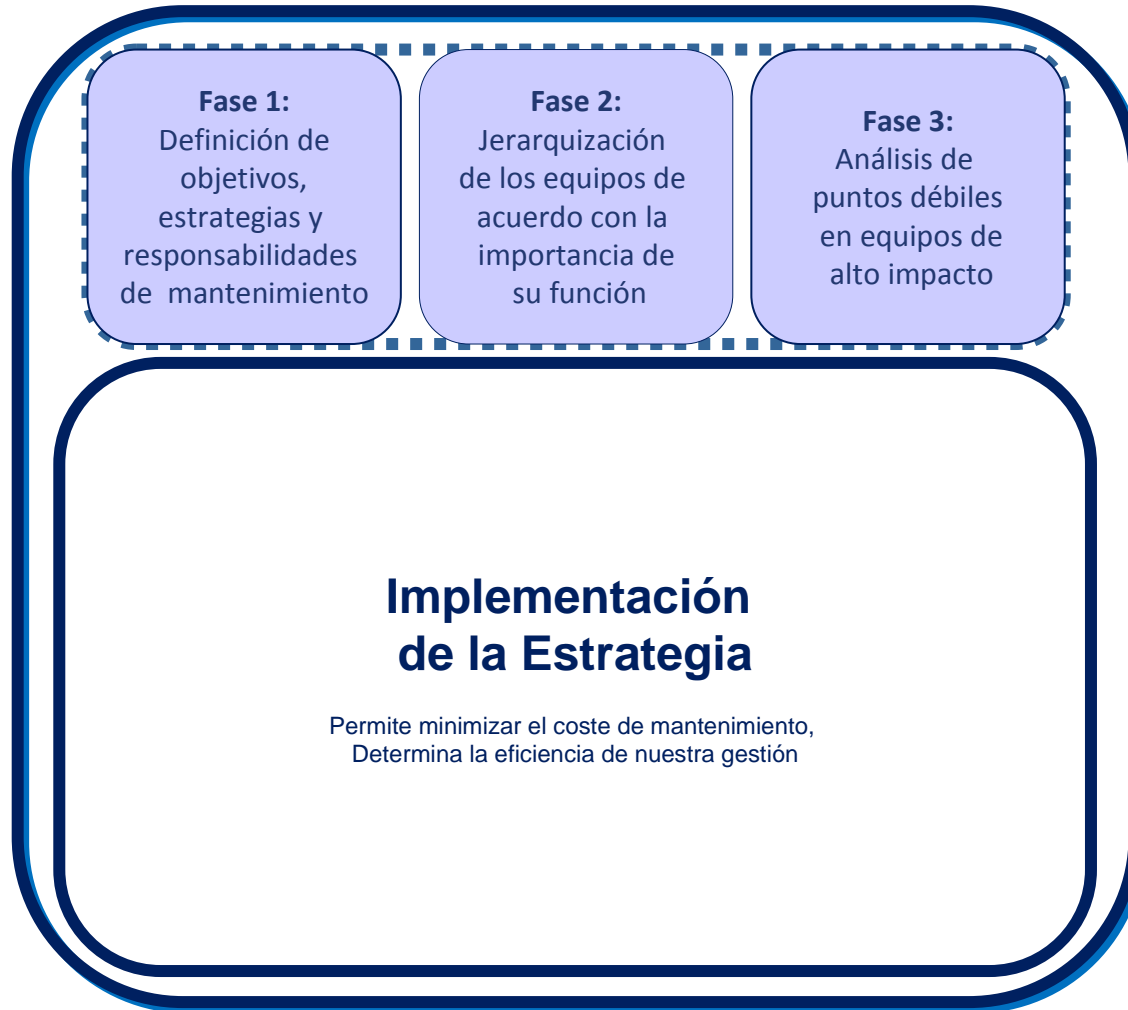 Fase 1:
Definición de
objetivos,
estrategias y
responsabilidades
de mantenimiento
Fase 2:
Jerarquización
de los equipos de
acuerdo con la
importancia de
su función
Fase 3:
Análisis de
puntos débiles
en equipos de
alto impacto
Implementación
de la Estrategia
Permite minimizar el coste de mantenimiento,
Determina la eficiencia de nuestra gestión